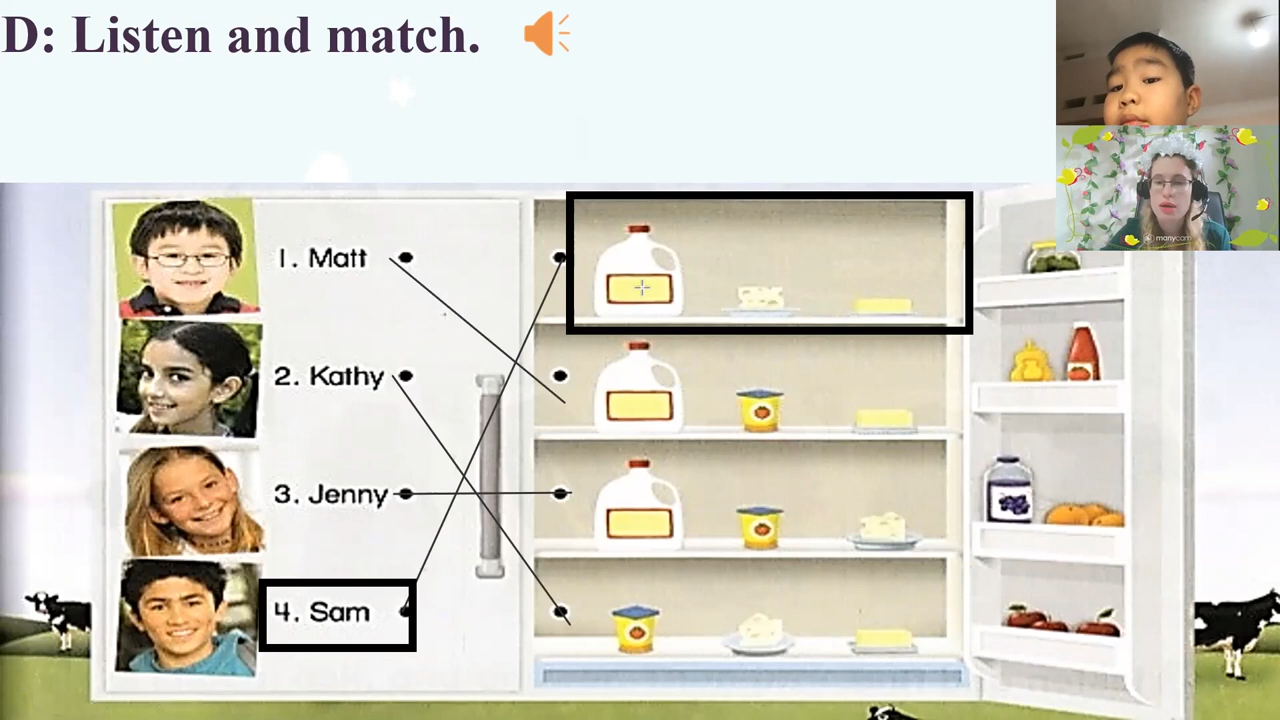 D: Listen and match.
1. Matt
2. Kathy
3. Jenny
4. Sam
manycam